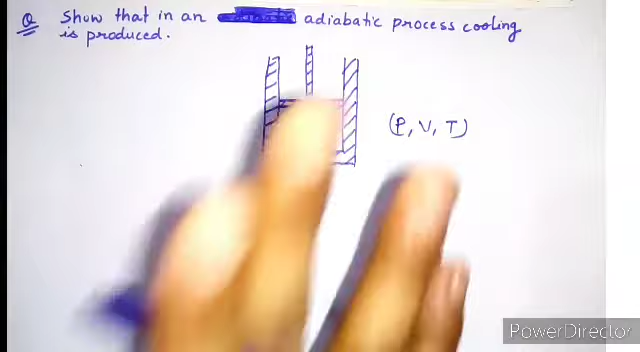 Q Show that in an adiabatic process cooling
is produced.
(P, V, T)
PowerDirector